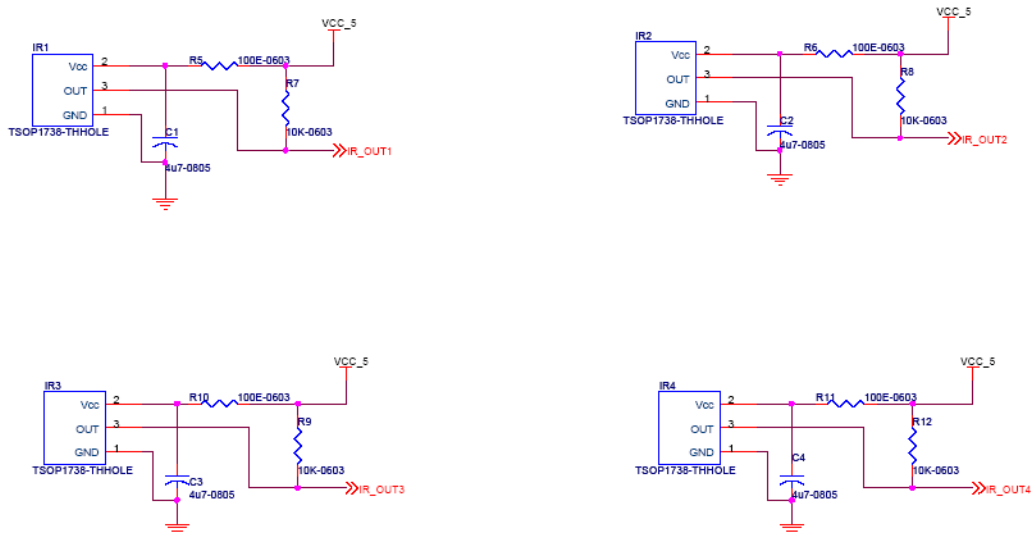 VCC_5
IR1
Vcc 2
R5 100E-0603
OUT 3
R7
GND 1
10K-0603
TSOP1738-THHOLE
C1
4u7-0805
IR_OUT1
VCC_5
IR2
Vcc 2
R6 100E-0603
OUT 3
R8
GND 1
10K-0603
TSOP1738-THHOLE
C2
4u7-0805
IR_OUT2
VCC_5
IR3
Vcc 2
R10 100E-0603
OUT 3
R9
GND 1
10K-0603
TSOP1738-THHOLE
C3
4u7-0805
IR_OUT3
VCC_5
IR4
Vcc 2
R11 100E-0603
OUT 3
R12
GND 1
10K-0603
TSOP1738-THHOLE
C4
4u7-0805
IR_OUT4